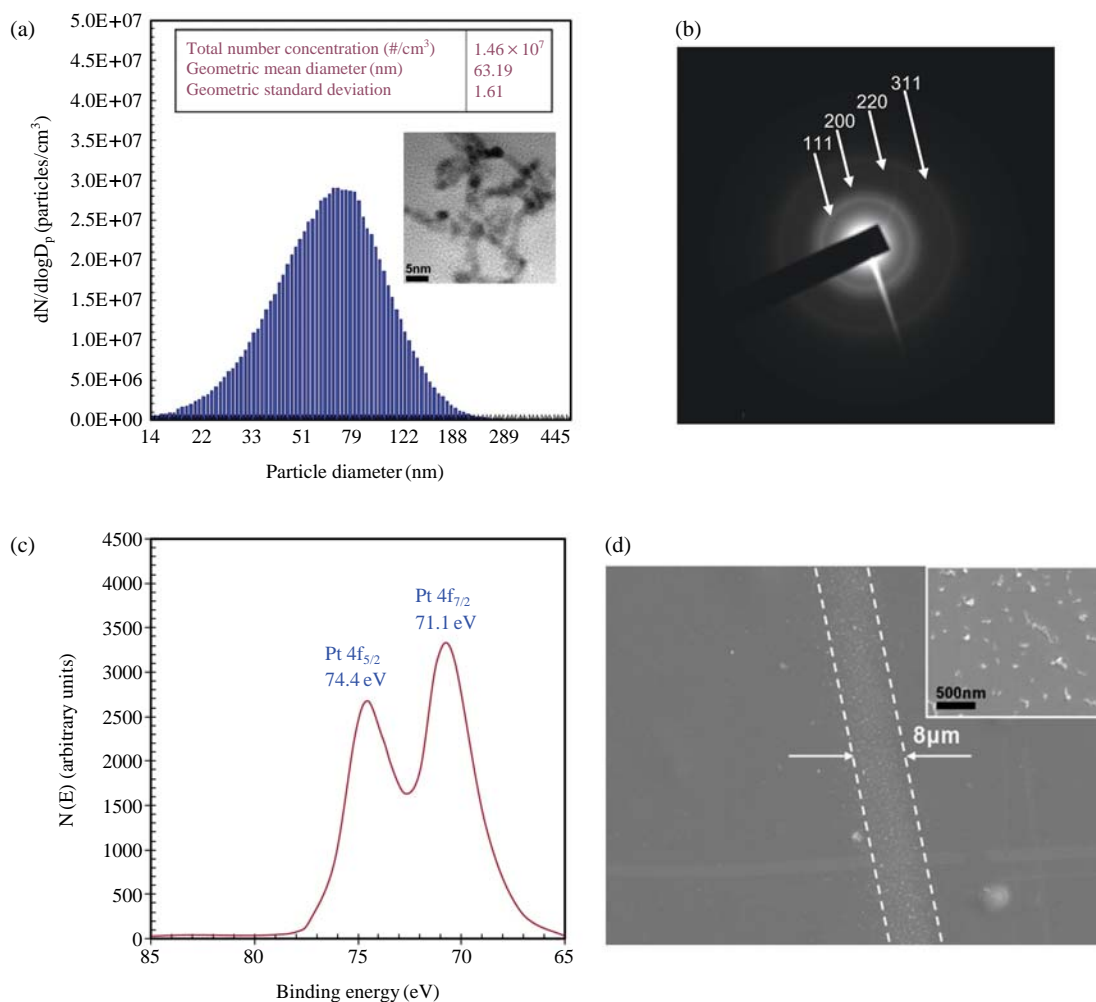 (a)
5.0E+07
4.5E+07
4.0E+07
3.5E+07
3.0E+07
2.5E+07
2.0E+07
1.5E+07
1.0E+07
5.0E+06
0.0E+00
dN/dlogDₚ (particles/cm³)
Total number concentration (#/cm³) 1.46 × 10⁷
Geometric mean diameter (nm) 63.19
Geometric standard deviation 1.61
5nm
14 22 33 51 79 122 188 289 445
Particle diameter (nm)
(b)
311
220
200
111
(c)
4500
4000
3500
3000
2500
2000
1500
1000
500
0
N (E) (arbitrary units)
Pt 4f₇/₂
71.1 eV
Pt 4f₅/₂
74.4 eV
85 80 75 70 65
Binding energy (eV)
(d)
500nm
8µm